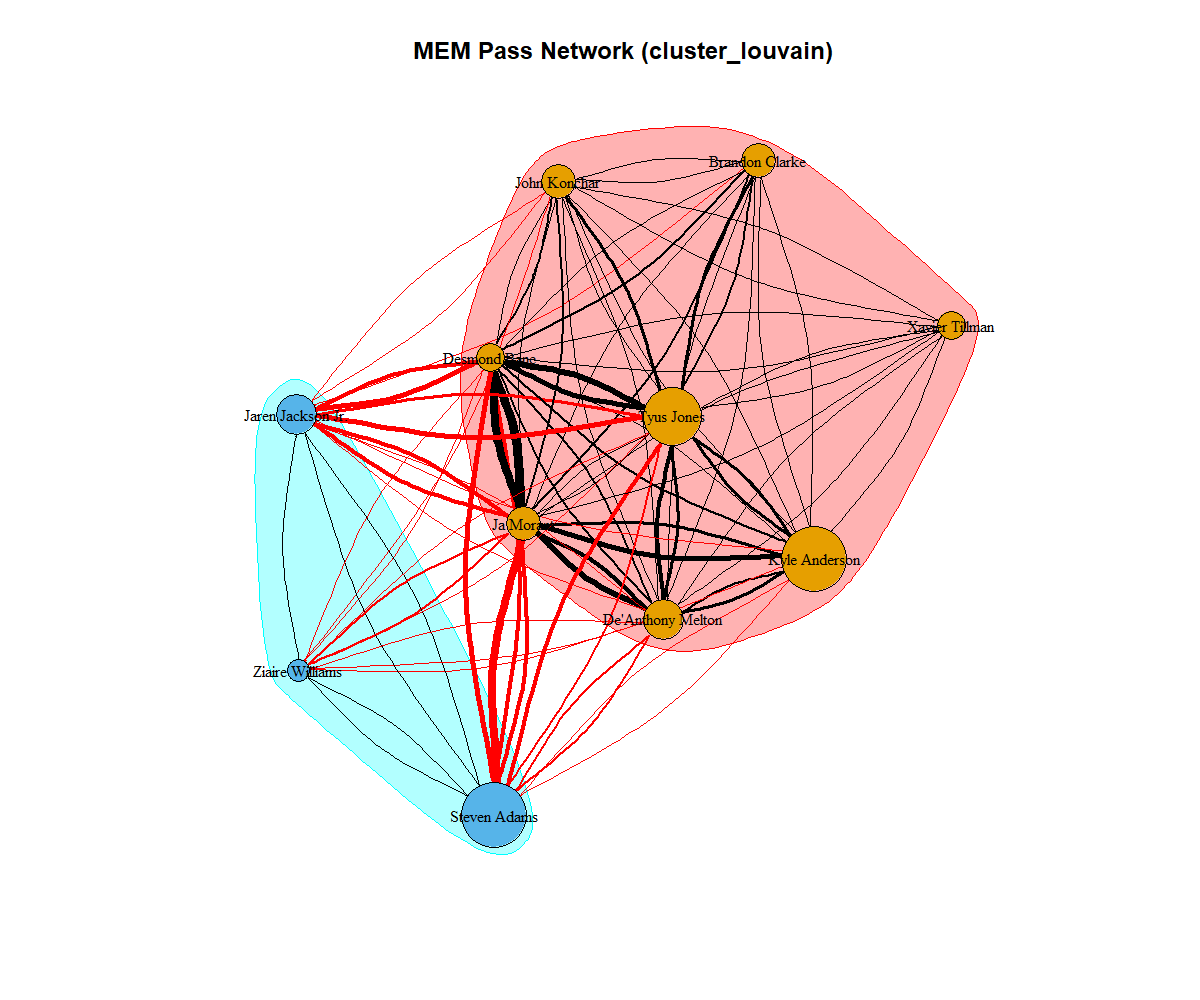 MEM Pass Network (cluster_louvain)
Brandon Clarke
John Konchar
Xavier Tillman
Desmond Bane
Jaren Jackson Jr.
Tyus Jones
Ja Morant
Kyle Anderson
De'Anthony Melton
Ziaire Williams
Steven Adams